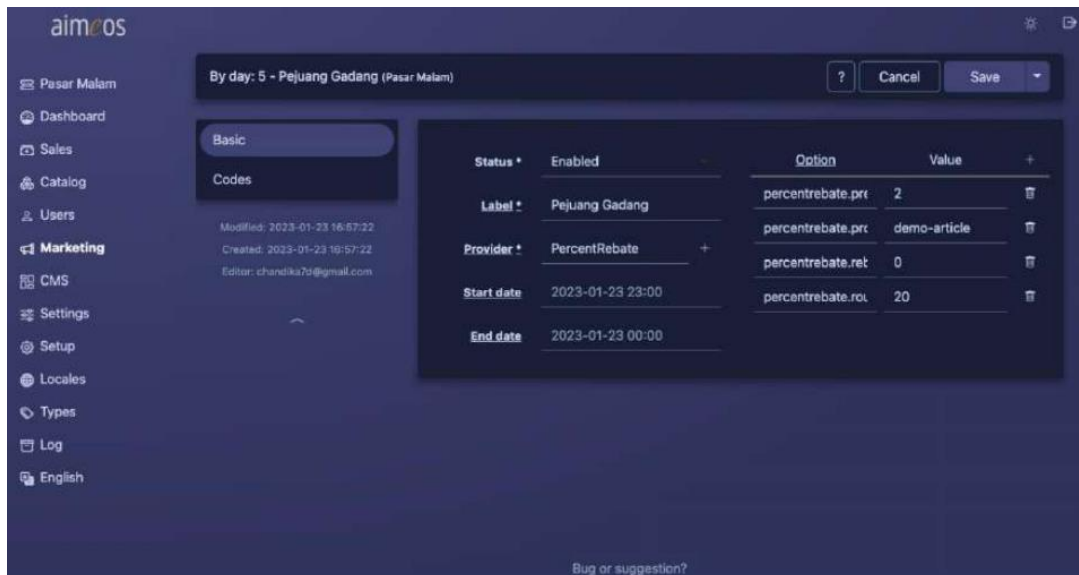 aimeos
Pasar Malam
Dashboard
Sales
Catalog
Users
Marketing
CMS
Settings
Setup
Locales
Types
Log
English
By day: 5 - Pejuang Gadang (Pasar Malam)
?
Cancel
Save
Basic
Codes
Modified: 2023-01-23 16:57:22
Created: 2023-01-23 16:57:22
Editor: chandika7d@gmail.com
Status *
Enabled
Label *
Pejuang Gadang
Provider *
PercentRebate
+
Start date
2023-01-23 23:00
End date
2023-01-23 00:00
Option Value +
percentrebate.pre 2
percentrebate.pro demo-article
percentrebate.reb 0
percentrebate.rou 20
Bug or suggestion?